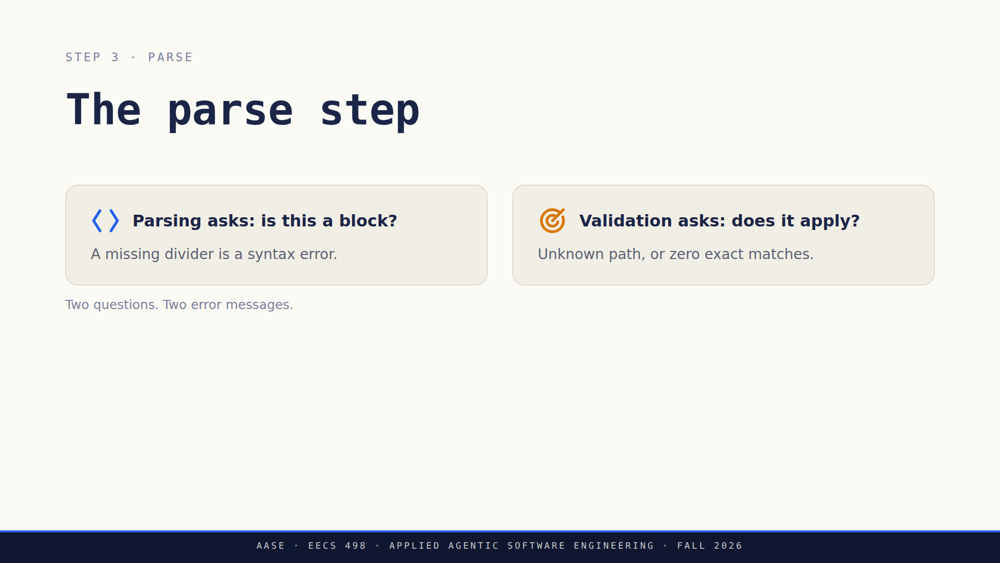 STEP 3 · PARSE
The parse step
Parsing asks: is this a block?
A missing divider is a syntax error.
Validation asks: does it apply?
Unknown path, or zero exact matches.
Two questions. Two error messages.
AASE · EECS 498 · APPLIED AGENTIC SOFTWARE ENGINEERING · FALL 2026